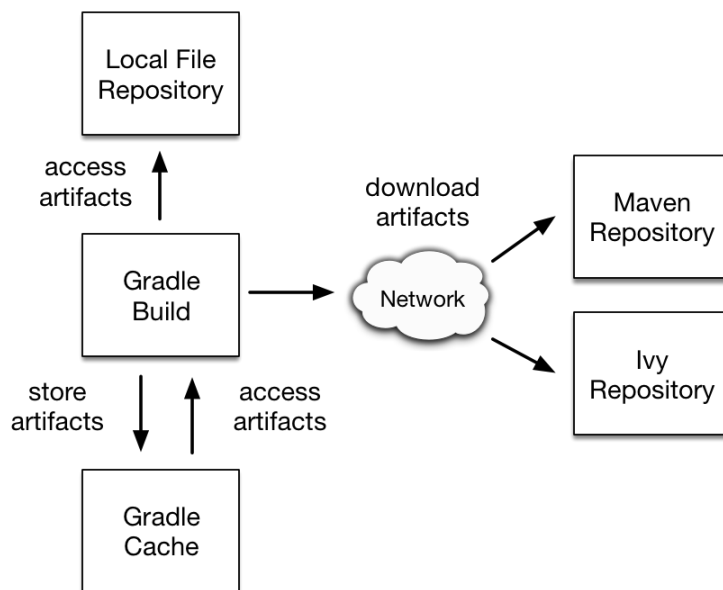 Local File
Repository
access
artifacts
download
artifacts
Maven
Repository
Gradle
Build
Network
Ivy
Repository
store
artifacts
access
artifacts
Gradle
Cache